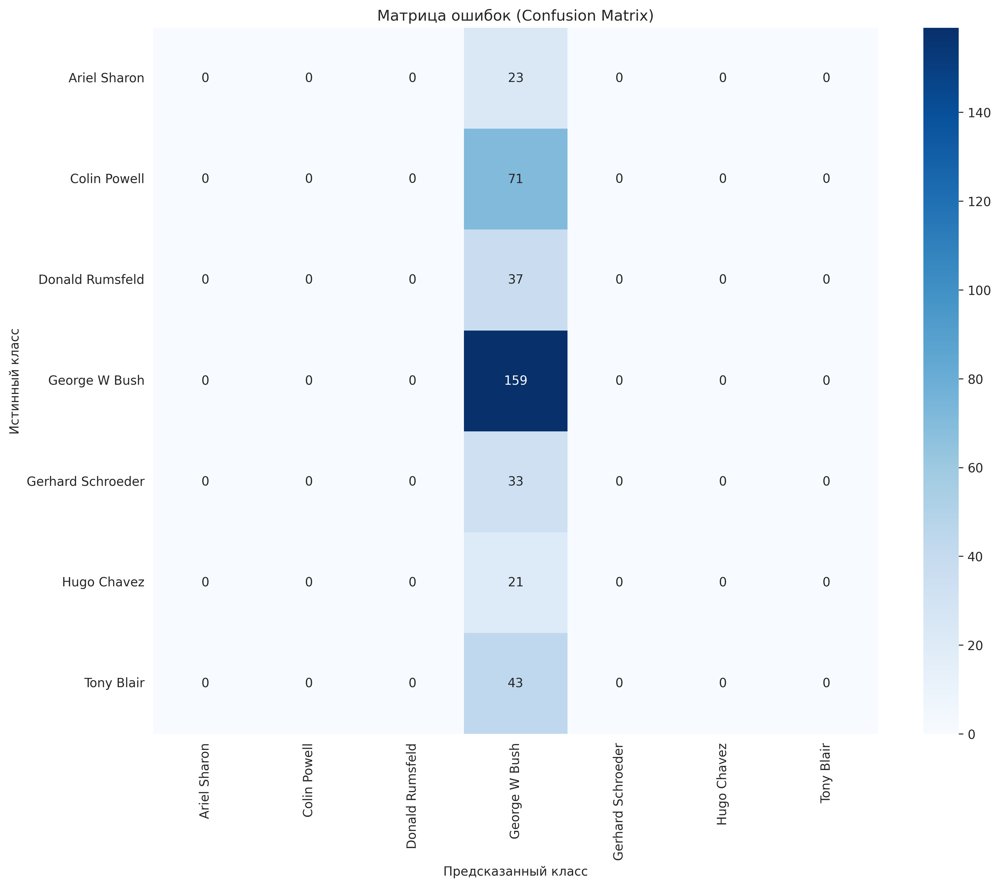 Матрица ошибок (Confusion Matrix)
Истинный класс
Ariel Sharon 0 0 0 23 0 0 0
Colin Powell 0 0 0 71 0 0 0
Donald Rumsfeld 0 0 0 37 0 0 0
George W Bush 0 0 0 159 0 0 0
Gerhard Schroeder 0 0 0 33 0 0 0
Hugo Chavez 0 0 0 21 0 0 0
Tony Blair 0 0 0 43 0 0 0
Ariel Sharon
Colin Powell
Donald Rumsfeld
George W Bush
Gerhard Schroeder
Hugo Chavez
Tony Blair
Предсказанный класс
140
120
100
80
60
40
20
0